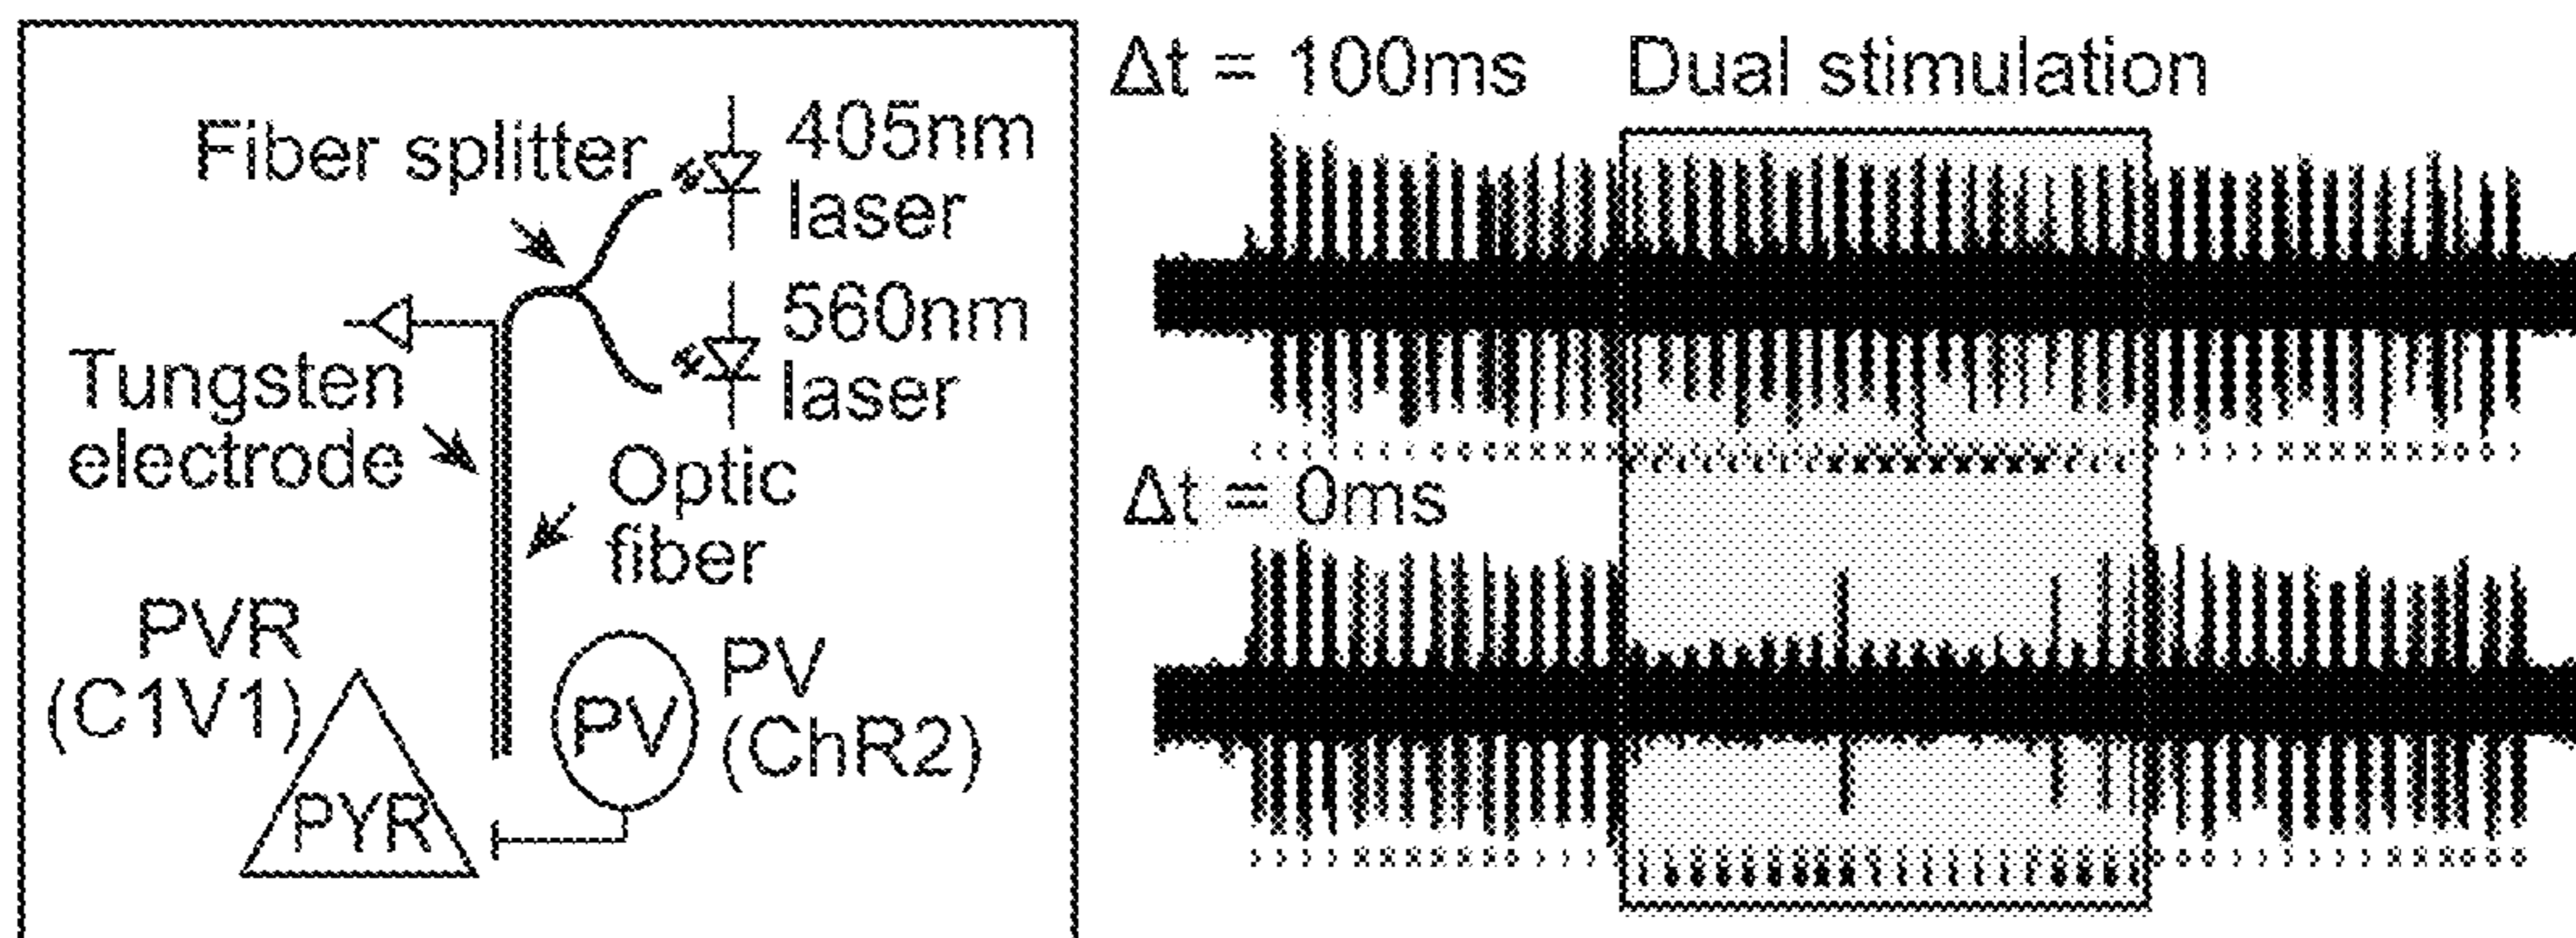 Fiber splitter
405nm
laser
560nm
laser
Tungsten
electrode
Optic
fiber
PVR
(C1V1)
PYR
PV
PV
(ChR2)
Δt = 100ms
Dual stimulation
Δt = 0ms